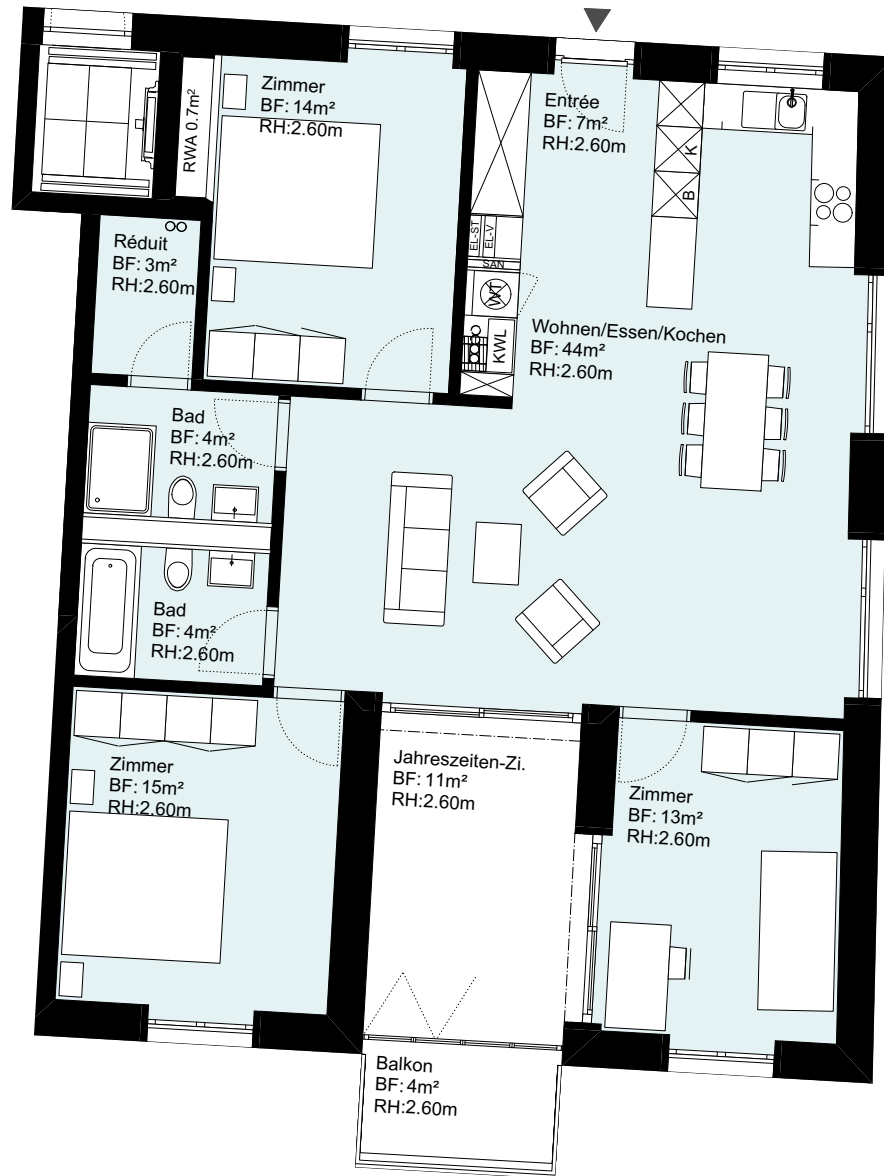 Zimmer
BF: 14m²
RH:2.60m
RWA 0.7m²
Entrée
BF: 7m²
RH:2.60m
K
B
Réduit
BF: 3m²
RH:2.60m
EL-ST
EL-V
SAN
WT
KWL
Wohnen/Essen/Kochen
BF: 44m²
RH:2.60m
Bad
BF: 4m²
RH:2.60m
Bad
BF: 4m²
RH:2.60m
Zimmer
BF: 15m²
RH:2.60m
Jahreszeiten-Zi.
BF: 11m²
RH:2.60m
Zimmer
BF: 13m²
RH:2.60m
Balkon
BF: 4m²
RH:2.60m